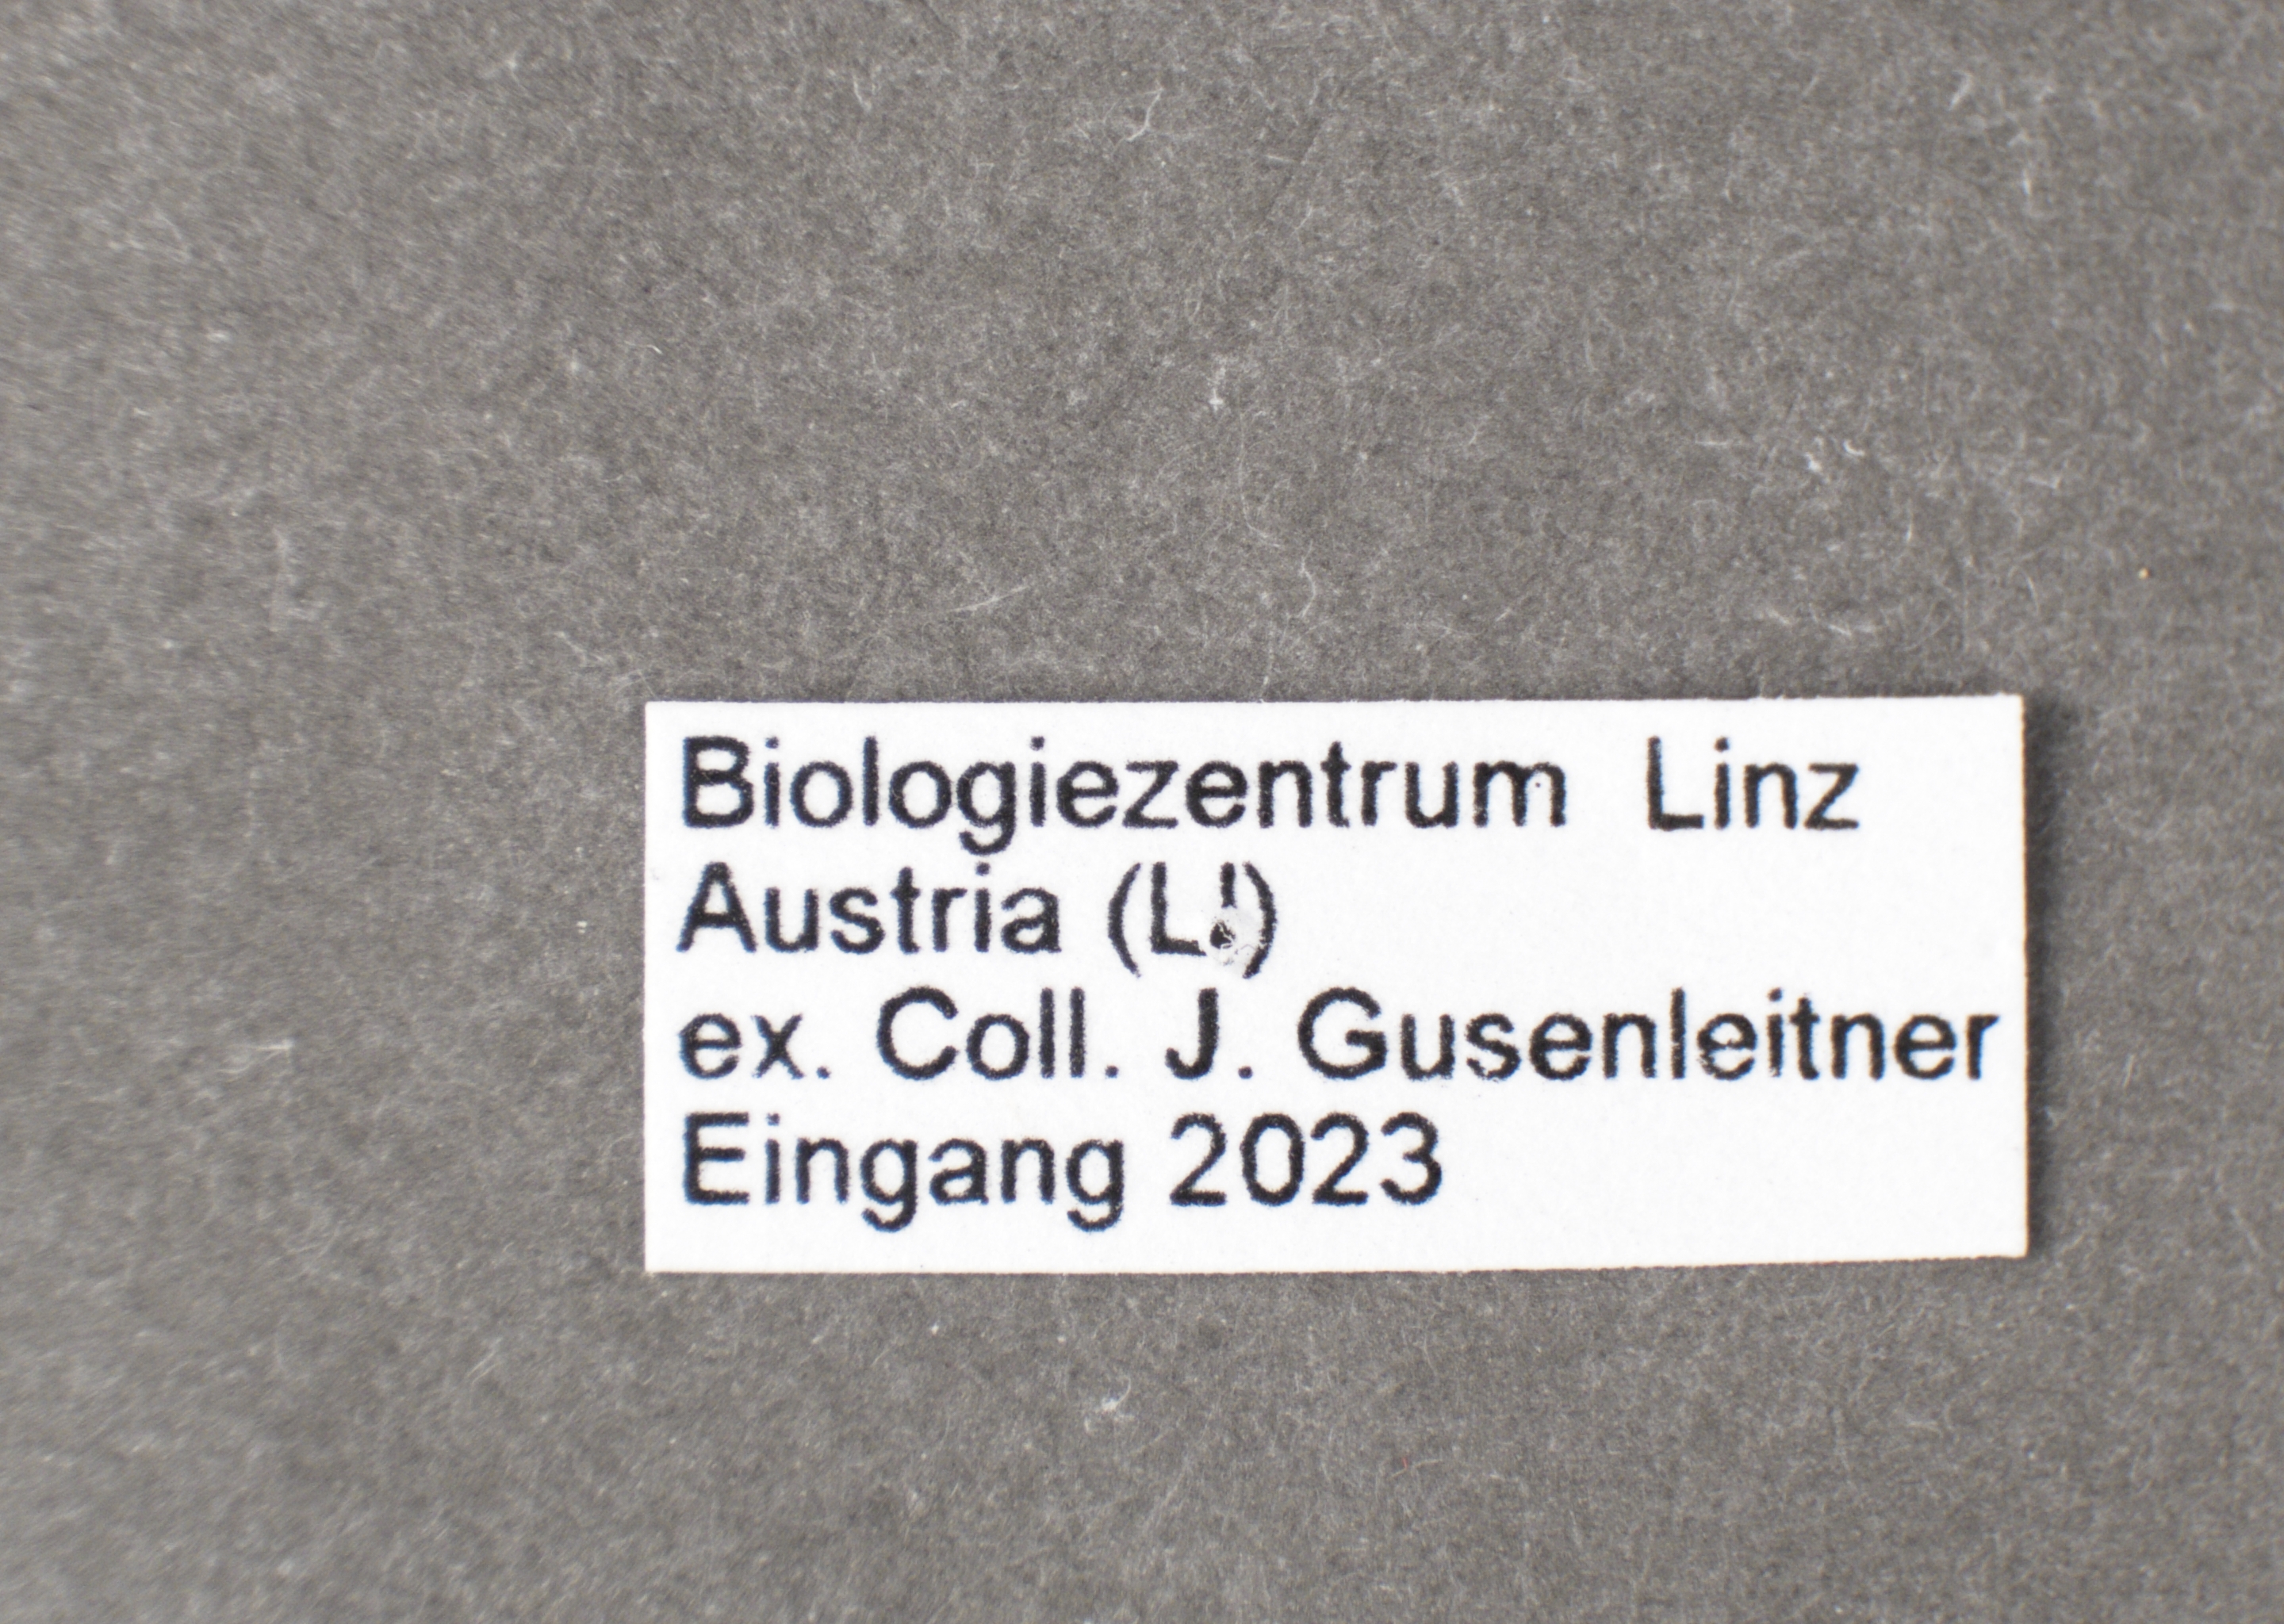 Biologiezentrum Linz
Austria (LI)
ex. Coll. J. Gusenleitner
Eingang 2023